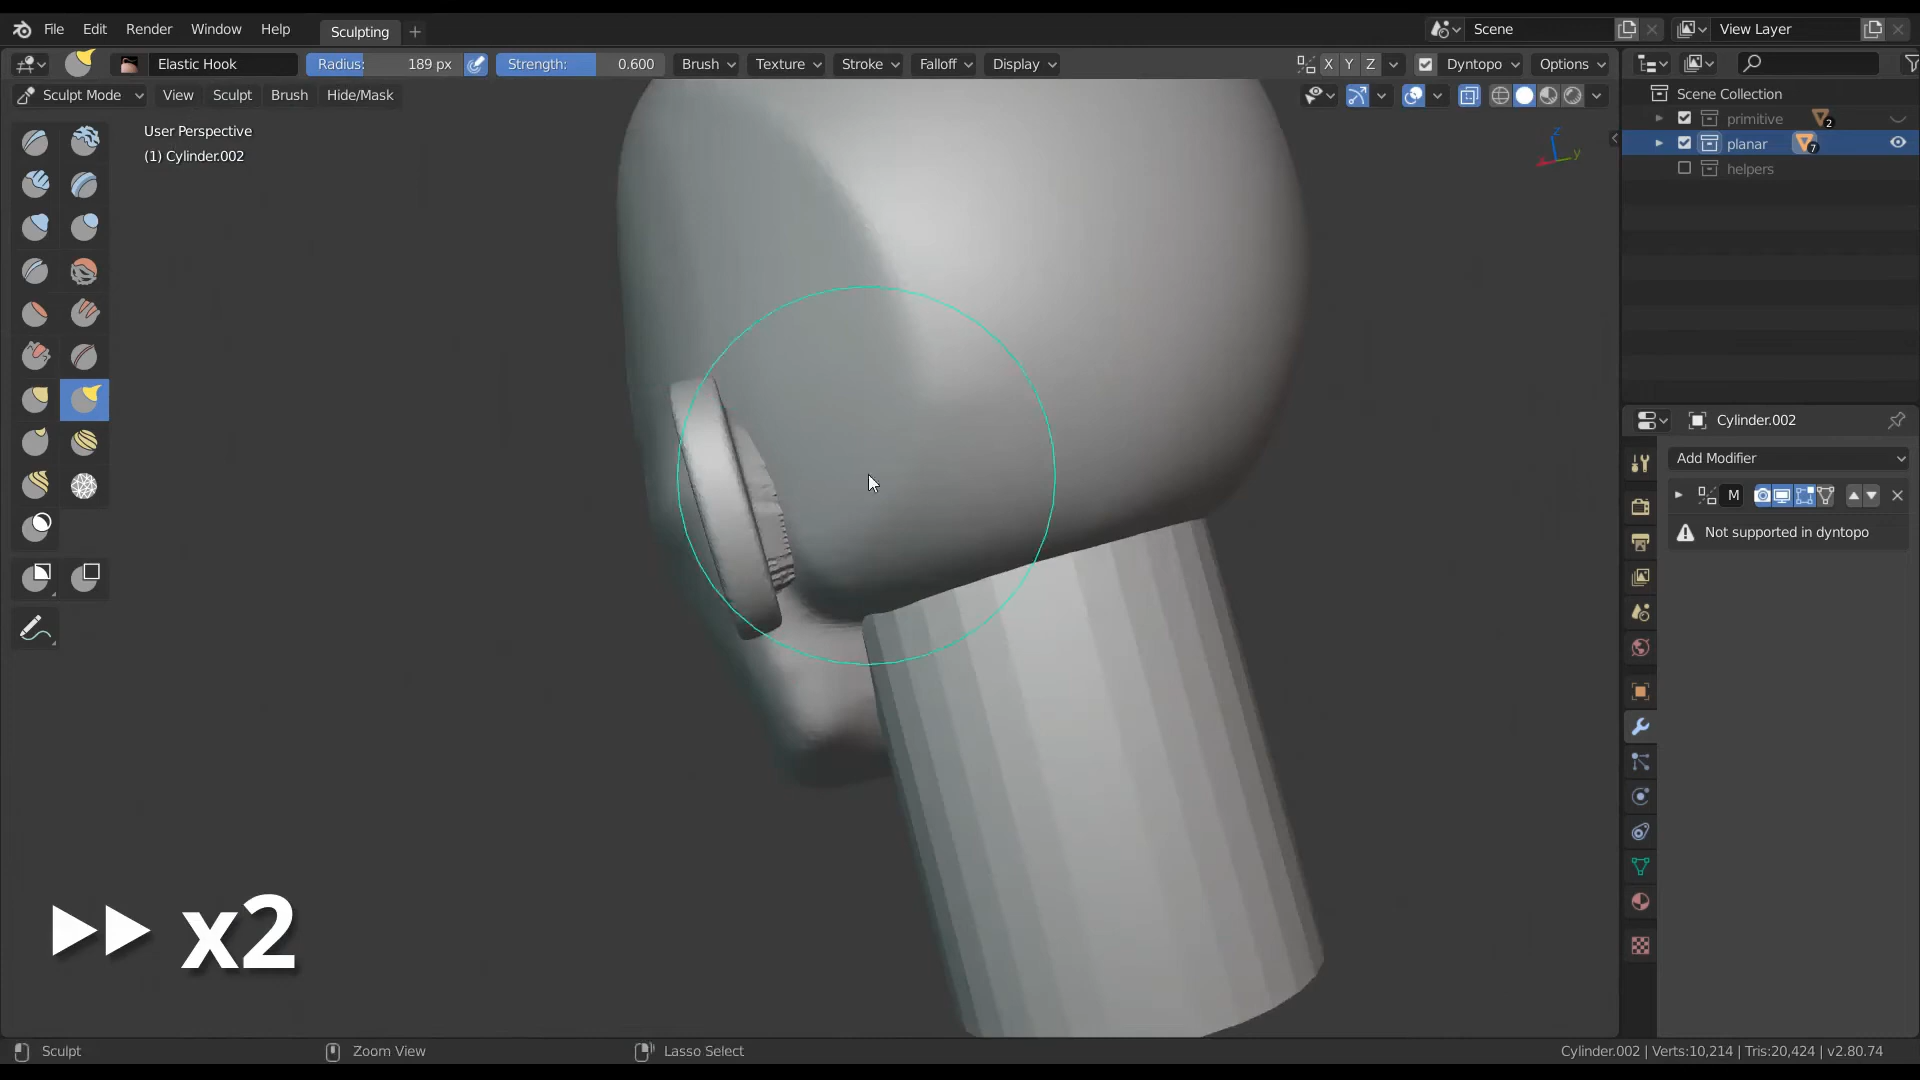 File Edit Render Window Help Sculpting + Scene View Layer
Elastic Hook Radius: 189 px Strength: 0.600 Brush Texture Stroke Falloff Display X Y Z Dyntopo Options
Sculpt Mode View Sculpt Brush Hide/Mask
User Perspective
(1) Cylinder.002
z
y
x
Scene Collection
primitive 2
planar 7
helpers
Cylinder.002
Add Modifier
M
Not supported in dyntopo
x2
Sculpt Zoom View Lasso Select Cylinder.002 | Verts:10,214 | Tris:20,424 | v2.80.74